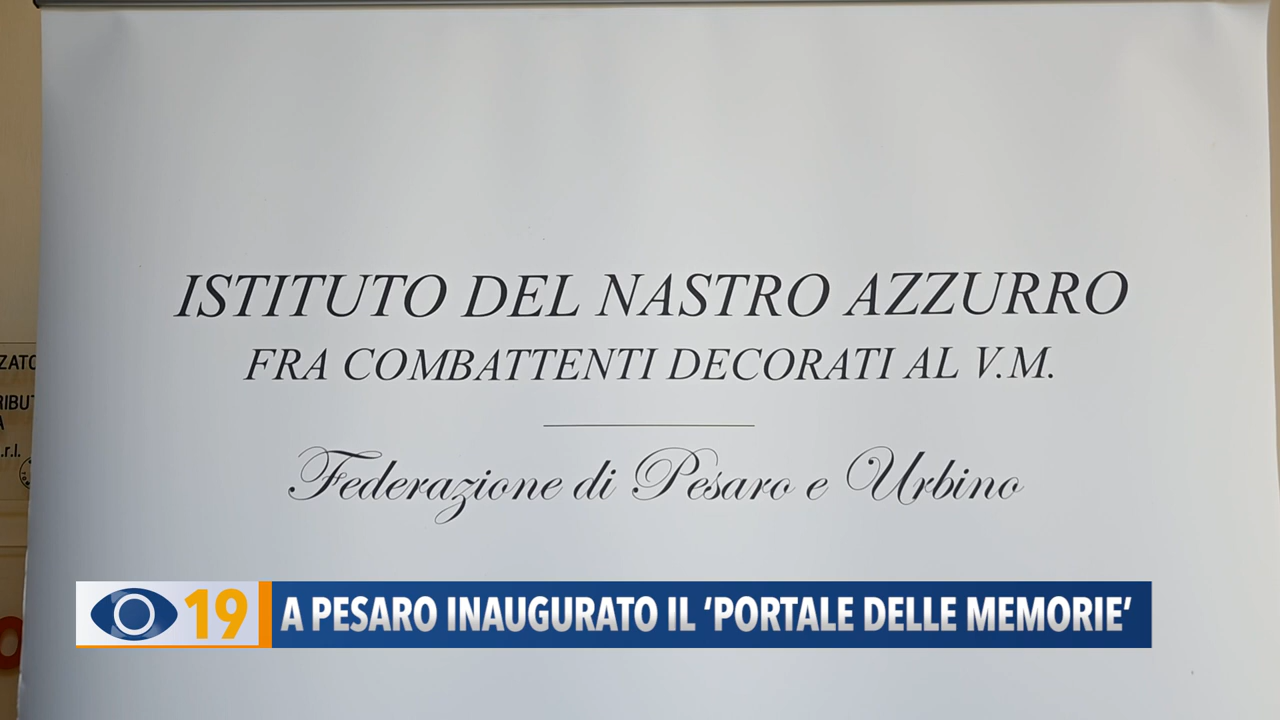 ISTITUTO DEL NASTRO AZZURRO
FRA COMBATTENTI DECORATI AL V.M.
Federazione di Pesaro e Urbino
19 A PESARO INAUGURATO IL ‘PORTALE DELLE MEMORIE’